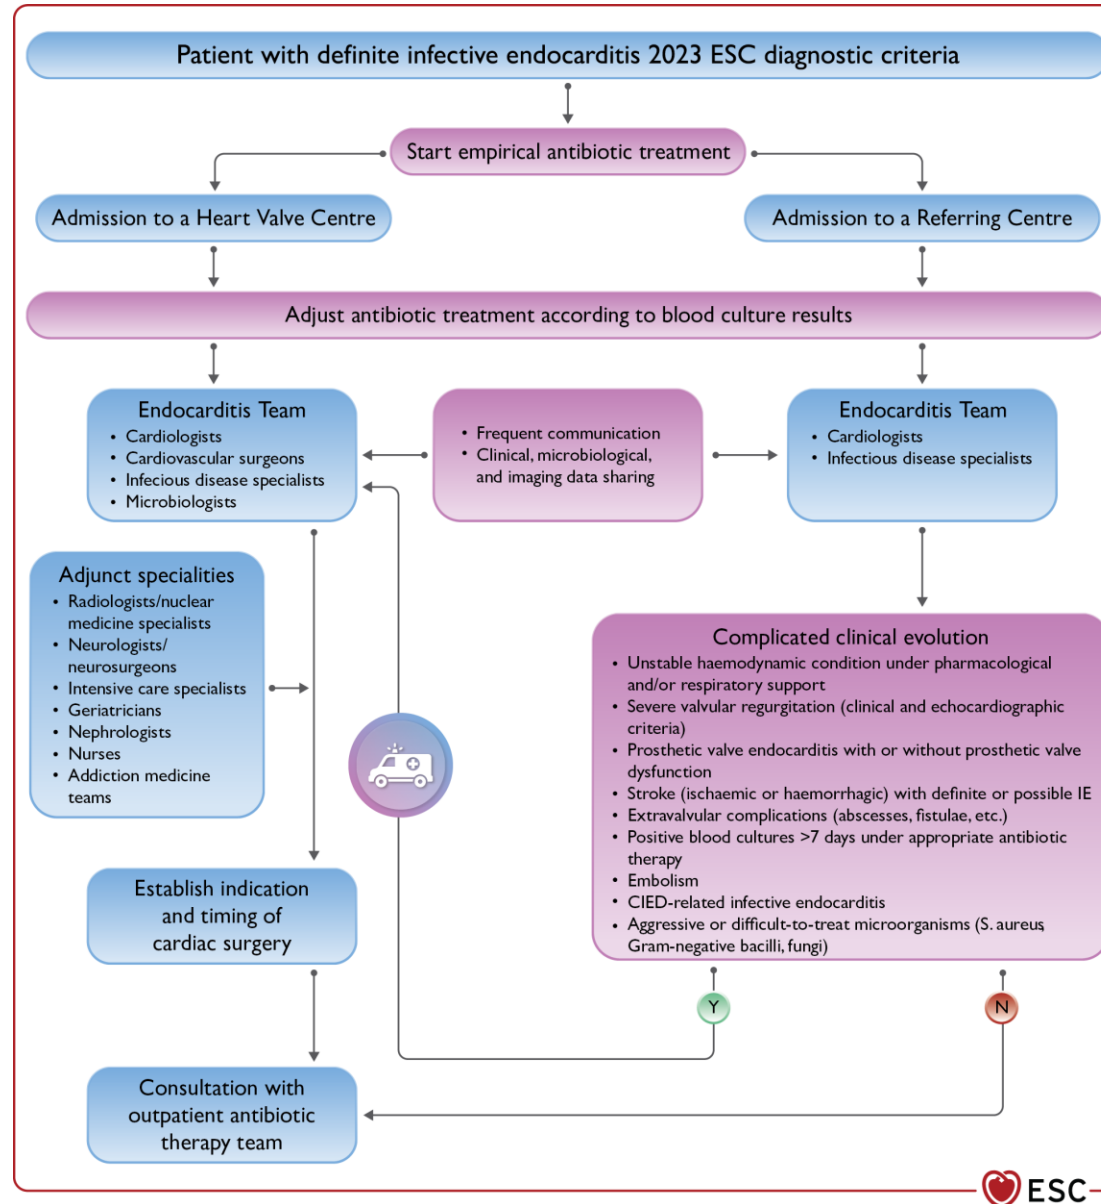 Patient with definite infective endocarditis 2023 ESC diagnostic criteria
Start empirical antibiotic treatment
Admission to a Heart Valve Centre
Admission to a Referring Centre
Adjust antibiotic treatment according to blood culture results
Endocarditis Team
• Cardiologists
• Cardiovascular surgeons
• Infecious disease specialists
• Microbiologists
• Frequent communication
• Clinical, microbiological,
and imaging data sharing
Endocarditis Team
• Cardiologists
• Infectious disease specialists
Adjunct specialities
• Radiologists/nuclear
medicine specialists
• Neurologists/
neurosurgeons
• Intensive care specialists
• Geriatricians
• Nephrologists
• Nurses
• Addiction medicine
teams
Complicated clinical evolution
• Unstable haemodynamic condition under pharmacological
and/or respiratory support
• Severe valvular regurgitation (clinical and echocardiographic
criteria)
• Prosthetic valve endocarditis with or without prosthetic valve
dysfunction
• Stroke (ischaemic or haemorrhagic) with definite or possible IE
• Extravalvular complications (abscesses, fistulae, etc.)
• Positive blood cultures >7 days under appropriate antibiotic
therapy
• Embolism
• CIED-related infective endocarditis
• Aggressive or difficult-to-treat microorganisms (S. aureus,
Gram-negative bacilli, fungi)
Establish indication
and timing of
cardiac surgery
Y
N
Consultation with
outpatient antibiotic
therapy team
ESC